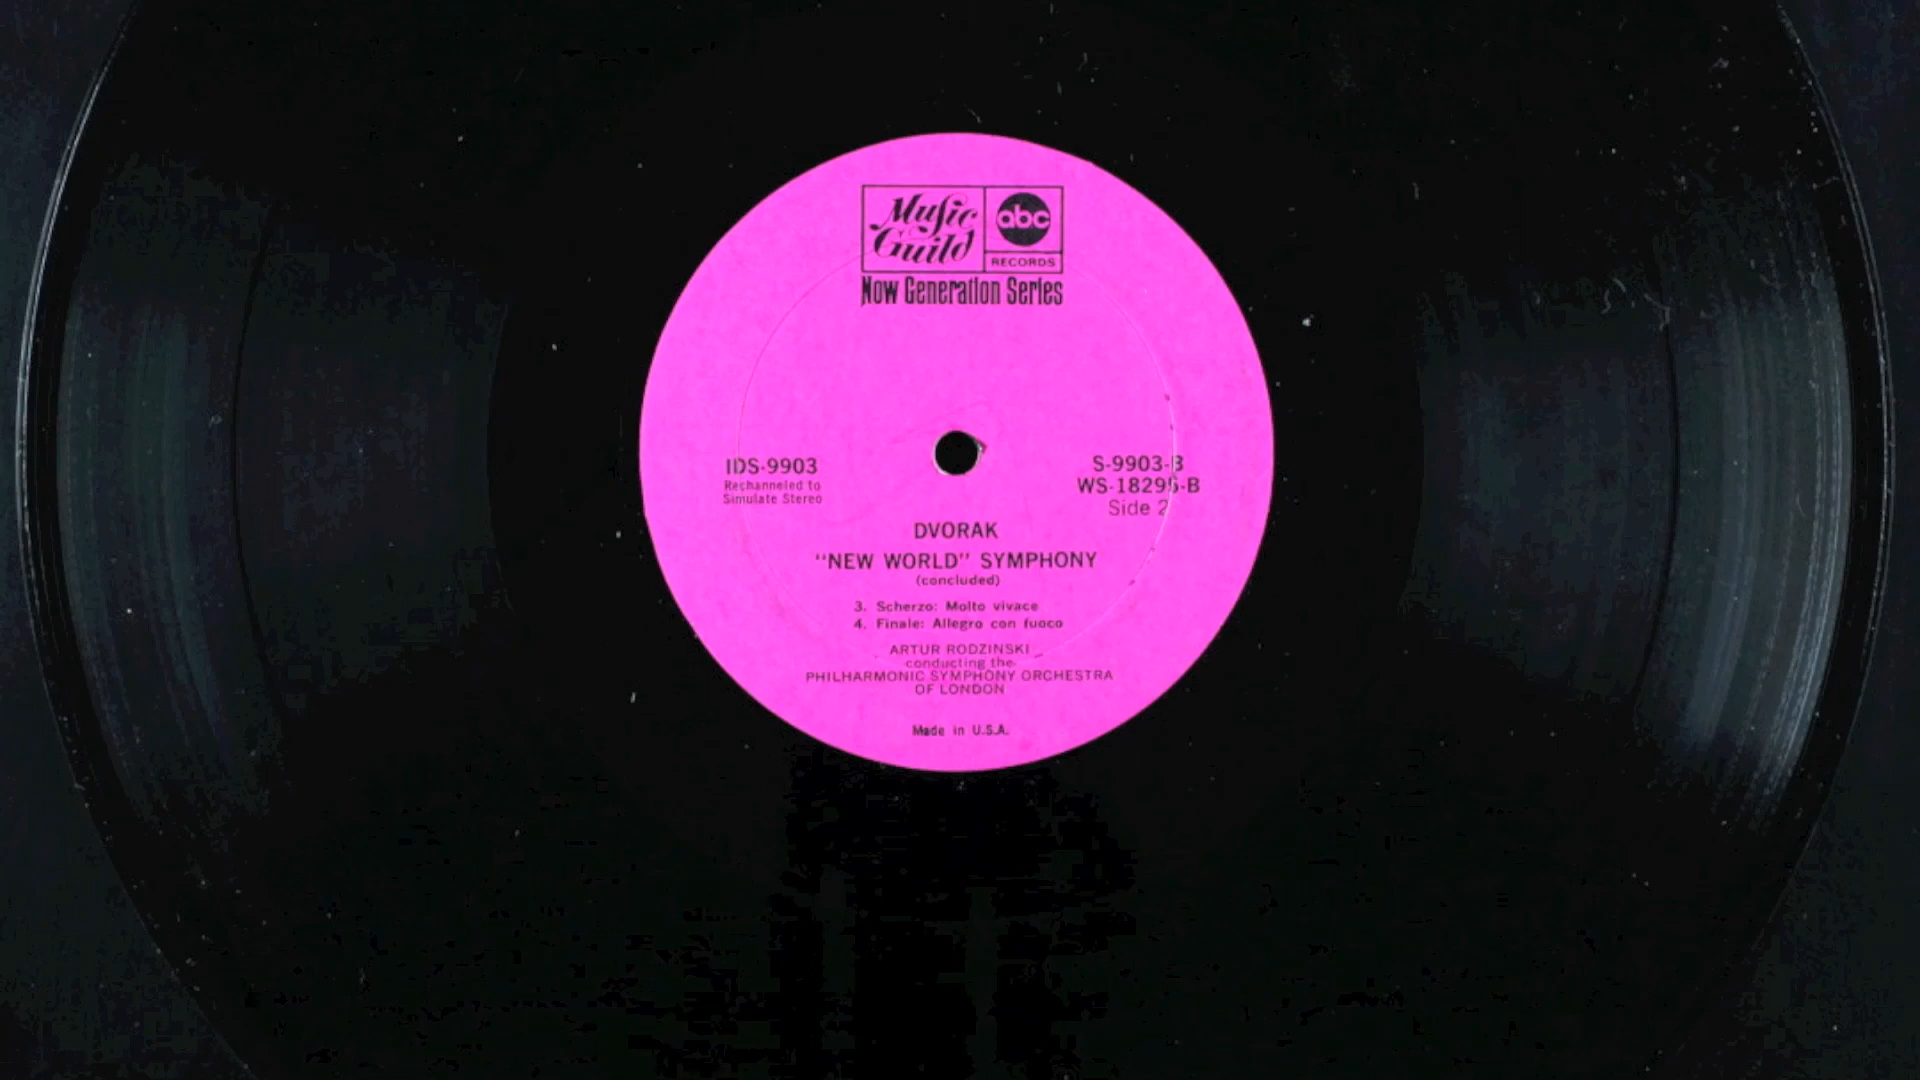 Music
Guild
abc
RECORDS
Now Generation Series
IDS-9903
Rechanneled to
Simulate Stereo
S-9903-B
WS-18295-B
Side 2
DVORAK
"NEW WORLD" SYMPHONY
(concluded)
3. Scherzo: Molto vivace
4. Finale: Allegro con fuoco
ARTUR RODZINSKI
conducting the
PHILHARMONIC SYMPHONY ORCHESTRA
OF LONDON
Made in U.S.A.